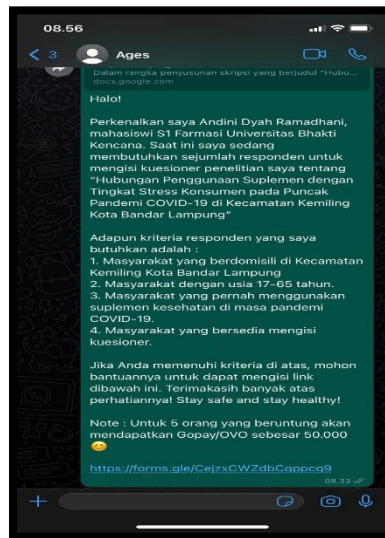 08.56
3
Ages
Dalam rangka penyusunan skripsi yang berjudul "Hubu...
docs.google.com
Halo!
Perkenalkan saya Andini Dyah Ramadhani,
mahasiswi S1 Farmasi Universitas Bhakti
Kencana. Saat ini saya sedang
membutuhkan sejumlah responden untuk
mengisi kuesioner penelitian saya tentang
"Hubungan Penggunaan Suplemen dengan
Tingkat Stress Konsumen pada Puncak
Pandemi COVID-19 di Kecamatan Kemiling
Kota Bandar Lampung"
Adapun kriteria responden yang saya
butuhkan adalah :
1. Masyarakat yang berdomisili di Kecamatan
Kemiling Kota Bandar Lampung
2. Masyarakat dengan usia 17-65 tahun.
3. Masyarakat yang pernah menggunakan
suplemen kesehatan di masa pandemi
COVID-19.
4. Masyarakat yang bersedia mengisi
kuesioner.
Jika Anda memenuhi kriteria di atas, mohon
bantuannya untuk dapat mengisi link
dibawah ini. Terimakasih banyak atas
perhatiannya! Stay safe and stay healthy!
Note : Untuk 5 orang yang beruntung akan
mendapatkan Gopay/OVO sebesar 50.000
😊
https://forms.gle/CejzxCWZdbCqppcq9
08.33